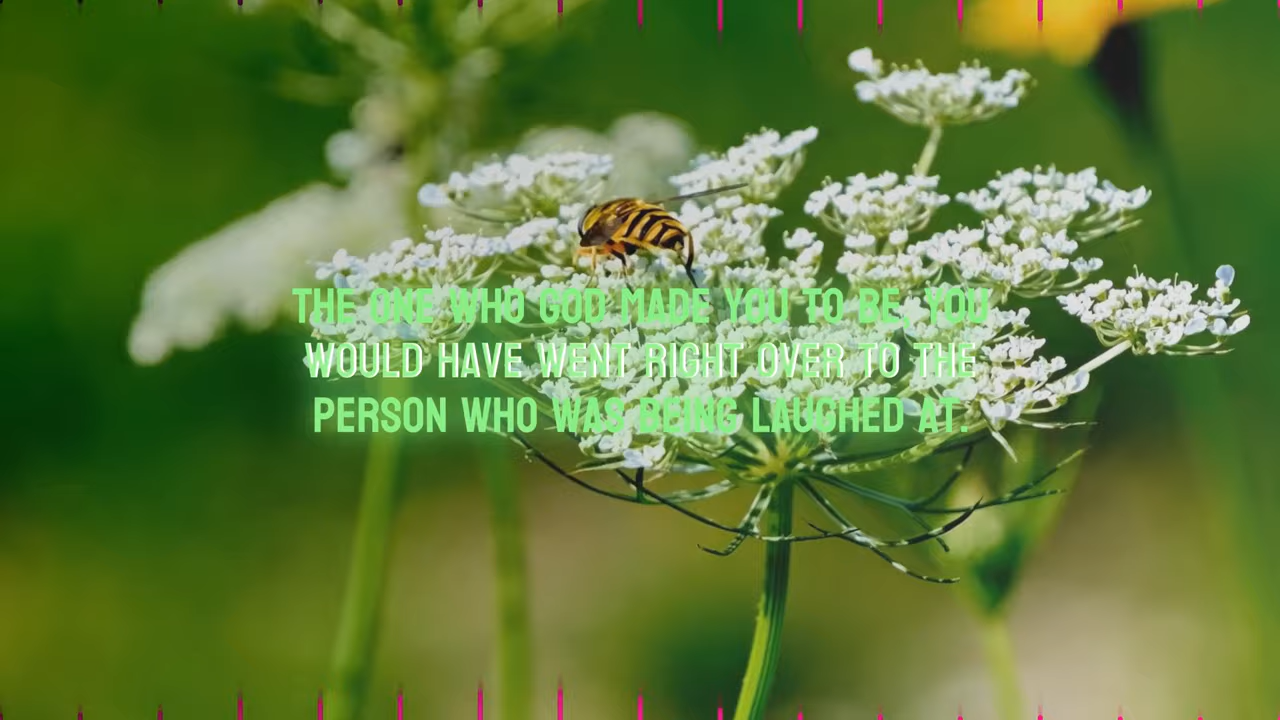 THE ONE WHO GOD MADE YOU TO BE, YOU
WOULD HAVE WENT RIGHT OVER TO THE
PERSON WHO WAS BEING LAUGHED AT.